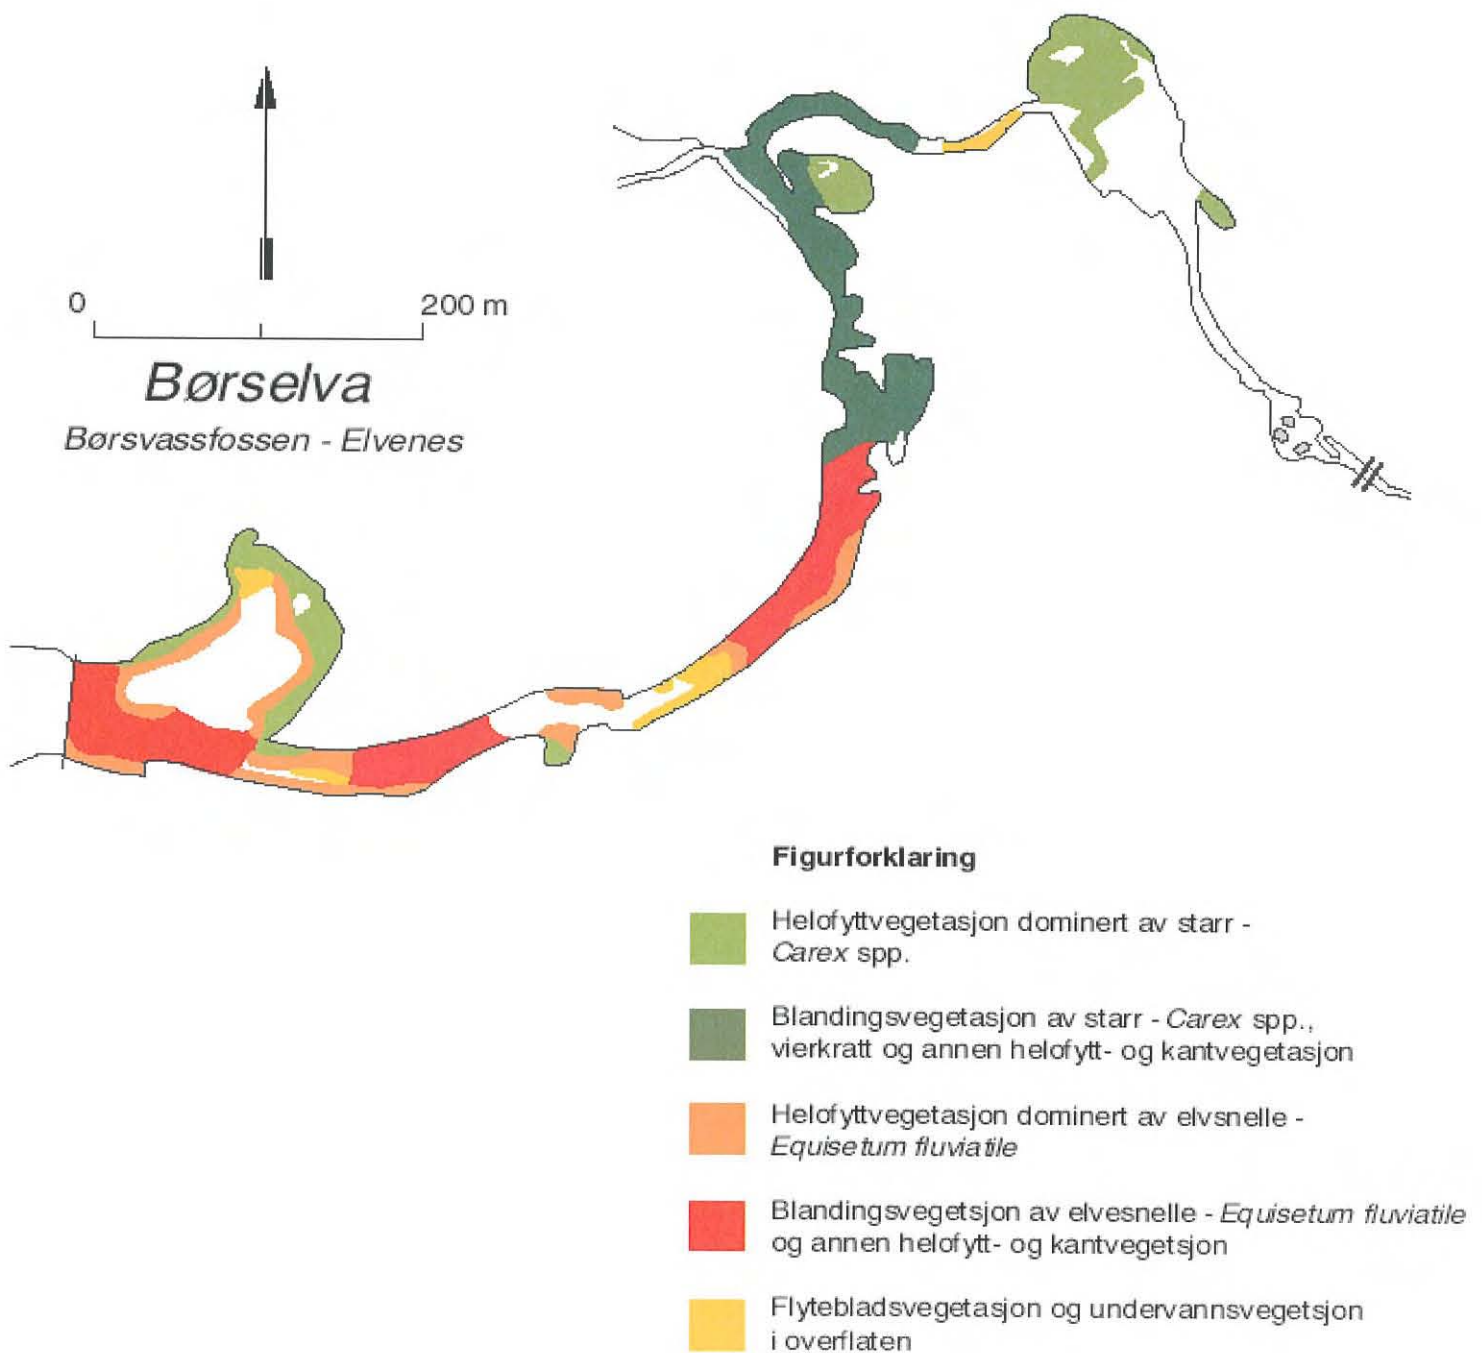 0 200 m
Børselva
Børsvassfossen - Elvenes
Figurforklaring
Helofyttvegetasjon dominert av starr -
Carex spp.
Blandingsvegetasjon av starr - Carex spp.,
vierkratt og annen helofytt- og kantvegetasjon
Helofyttvegetasjon dominert av elvsnelle -
Equisetum fluviatile
Blandingsvegetsjon av elvesnelle - Equisetum fluviatile
og annen helofytt- og kantvegetsjon
Flytebladsvegetasjon og undervannsvegetsjon
i overflaten